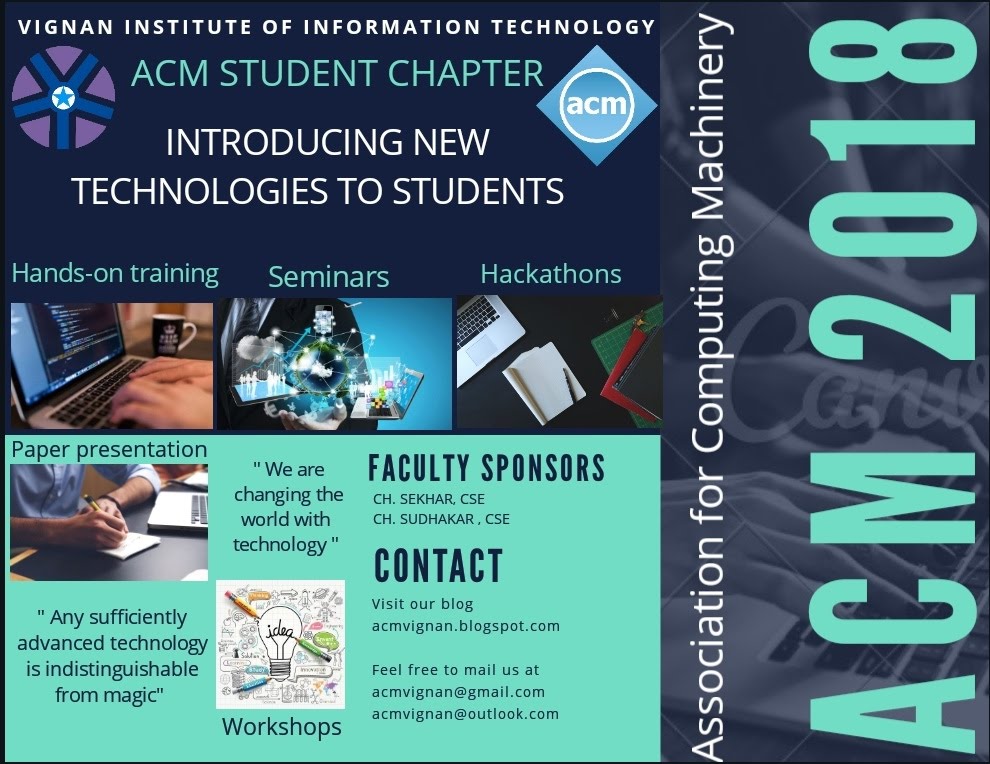 VIGNAN INSTITUTE OF INFORMATION TECHNOLOGY
ACM STUDENT CHAPTER
acm
INTRODUCING NEW
TECHNOLOGIES TO STUDENTS
Hands-on training
Seminars
Hackathons
Paper presentation
" We are
changing the
world with
technology "
FACULTY SPONSORS
CH. SEKHAR, CSE
CH. SUDHAKAR , CSE
CONTACT
Visit our blog
acmvignan.blogspot.com
Feel free to mail us at
acmvignan@gmail.com
acmvignan@outlook.com
" Any sufficiently
advanced technology
is indistinguishable
from magic"
idea
Workshops
Association for Computing Machinery
ACM 2018
Canv